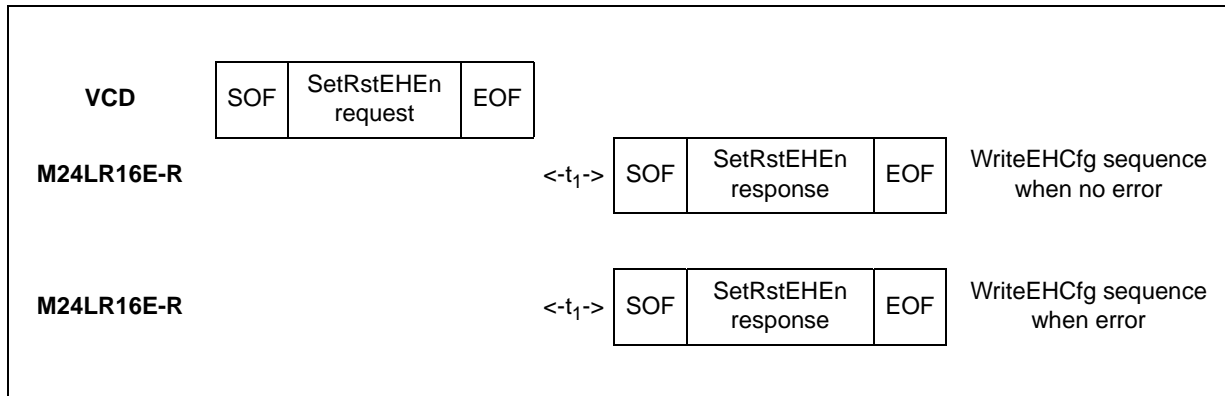 VCD SOF SetRstEHEn request EOF
M24LR16E-R <-t1-> SOF SetRstEHEn response EOF WriteEHCfg sequence when no error
M24LR16E-R <-t1-> SOF SetRstEHEn response EOF WriteEHCfg sequence when error